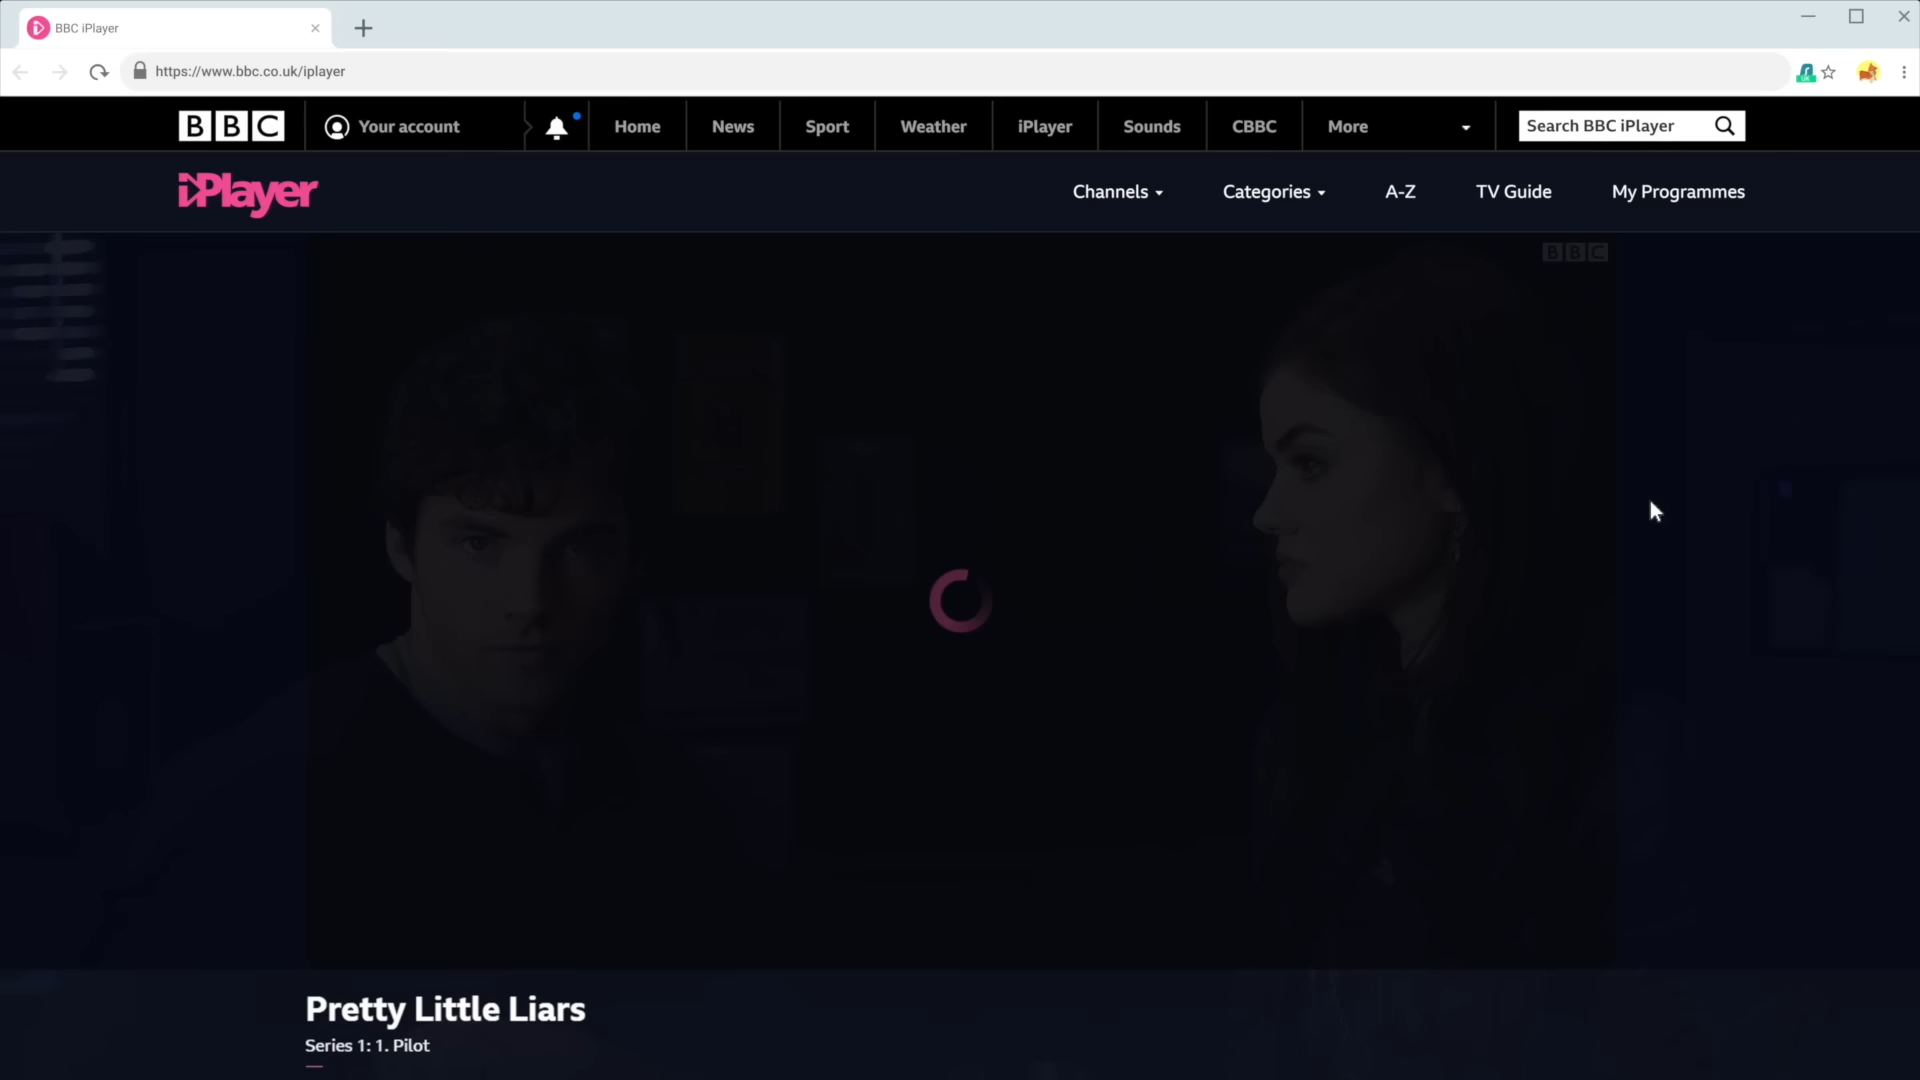 BBC iPlayer
https://www.bbc.co.uk/iplayer
UK
BBC
Your account
Home
News
Sport
Weather
iPlayer
Sounds
CBBC
More
Search BBC iPlayer
iPlayer
Channels
Categories
A-Z
TV Guide
My Programmes
BBC
Pretty Little Liars
Series 1: 1. Pilot